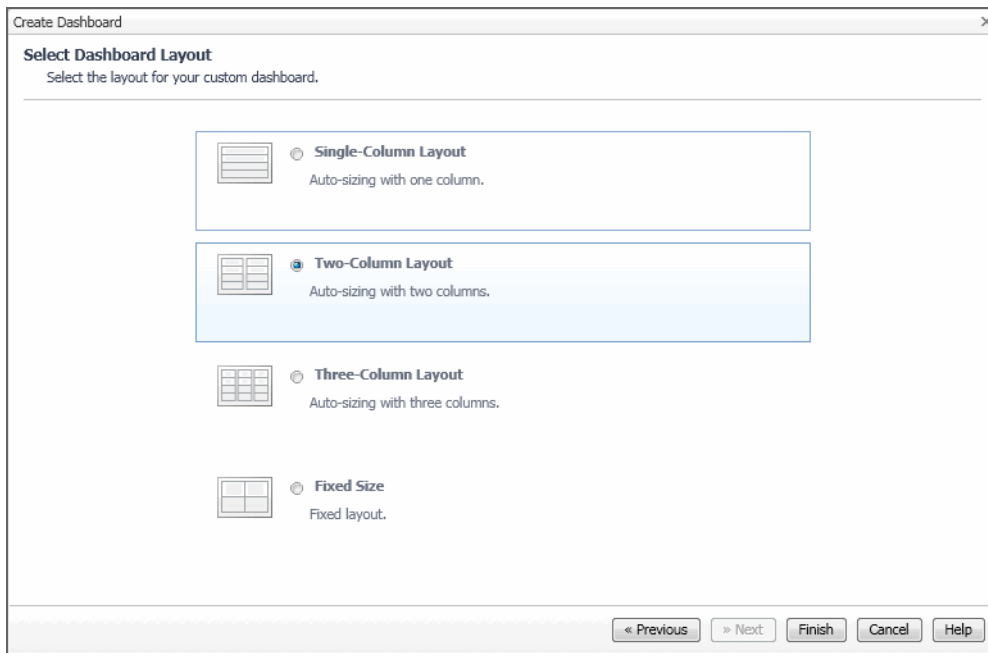 Create Dashboard
Select Dashboard Layout
Select the layout for your custom dashboard.
Single-Column Layout
Auto-sizing with one column.
Two-Column Layout
Auto-sizing with two columns.
Three-Column Layout
Auto-sizing with three columns.
Fixed Size
Fixed layout.
« Previous » Next Finish Cancel Help